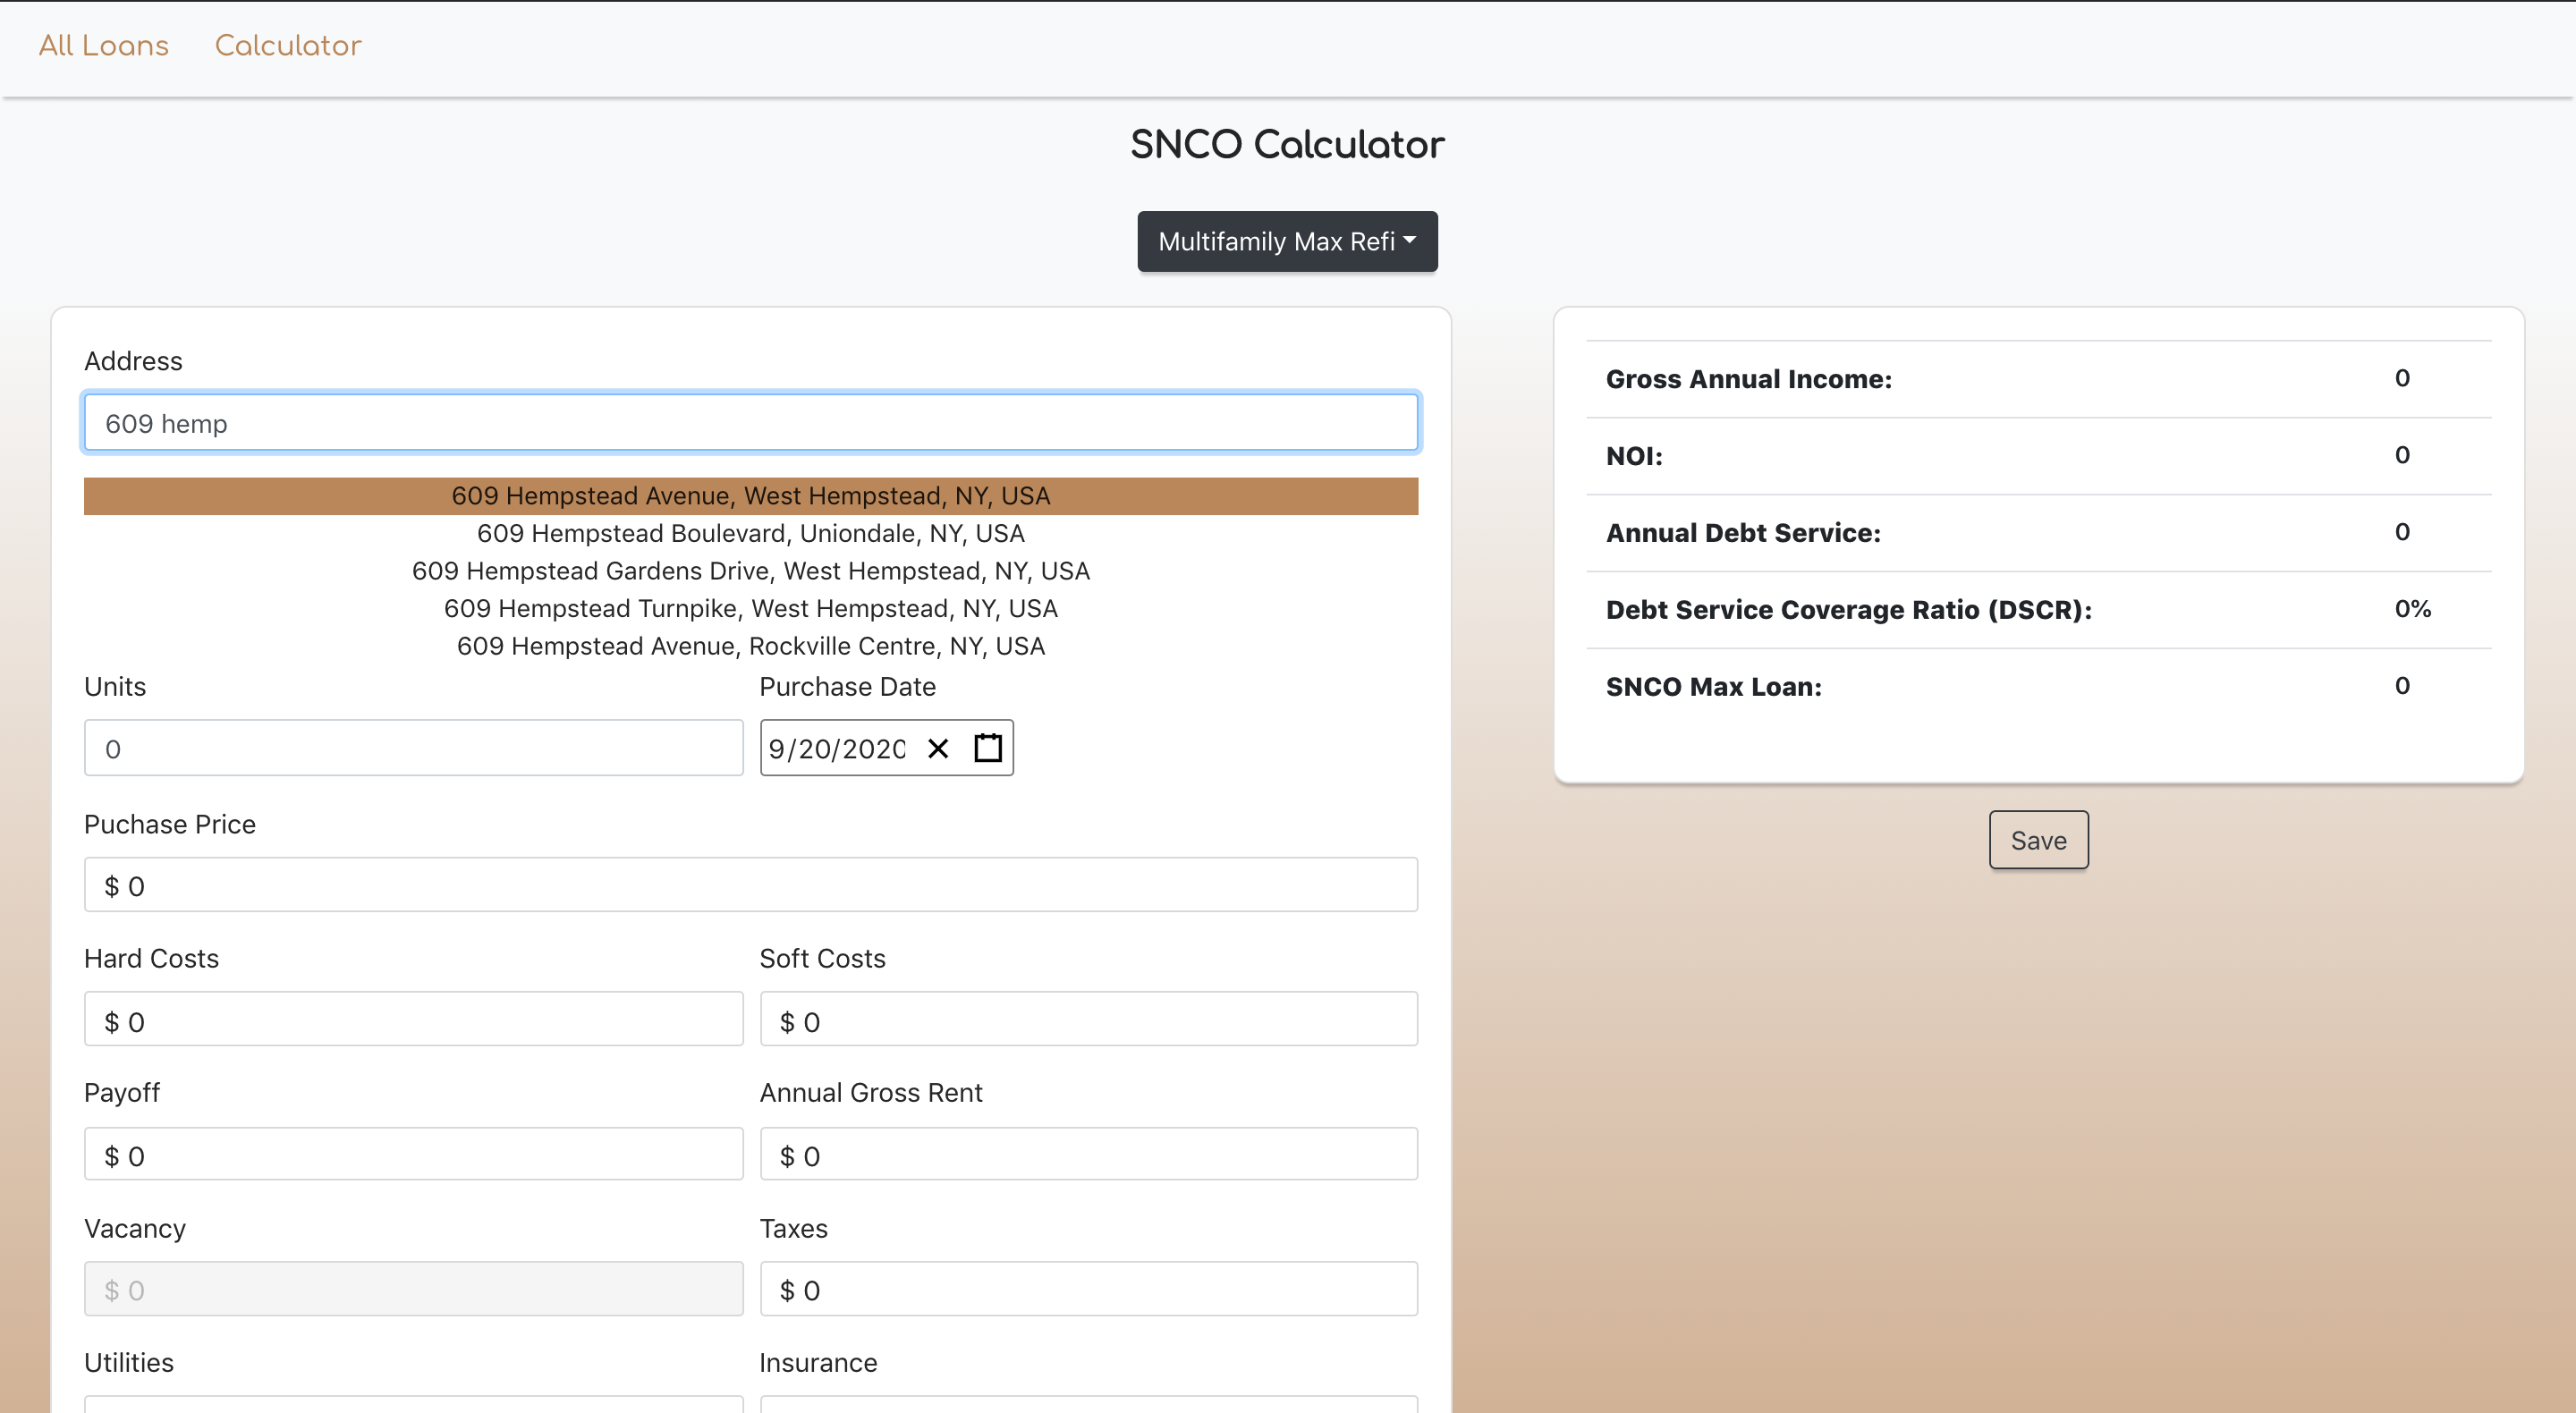 All Loans Calculator
SNCO Calculator
Multifamily Max Refi
Address
609 hemp
609 Hempstead Avenue, West Hempstead, NY, USA
609 Hempstead Boulevard, Uniondale, NY, USA
609 Hempstead Gardens Drive, West Hempstead, NY, USA
609 Hempstead Turnpike, West Hempstead, NY, USA
609 Hempstead Avenue, Rockville Centre, NY, USA
Units Purchase Date
0 9/20/2020
Puchase Price
$ 0
Hard Costs Soft Costs
$ 0 $ 0
Payoff Annual Gross Rent
$ 0 $ 0
Vacancy Taxes
$ 0 $ 0
Utilities Insurance
Gross Annual Income: 0
NOI: 0
Annual Debt Service: 0
Debt Service Coverage Ratio (DSCR): 0%
SNCO Max Loan: 0
Save